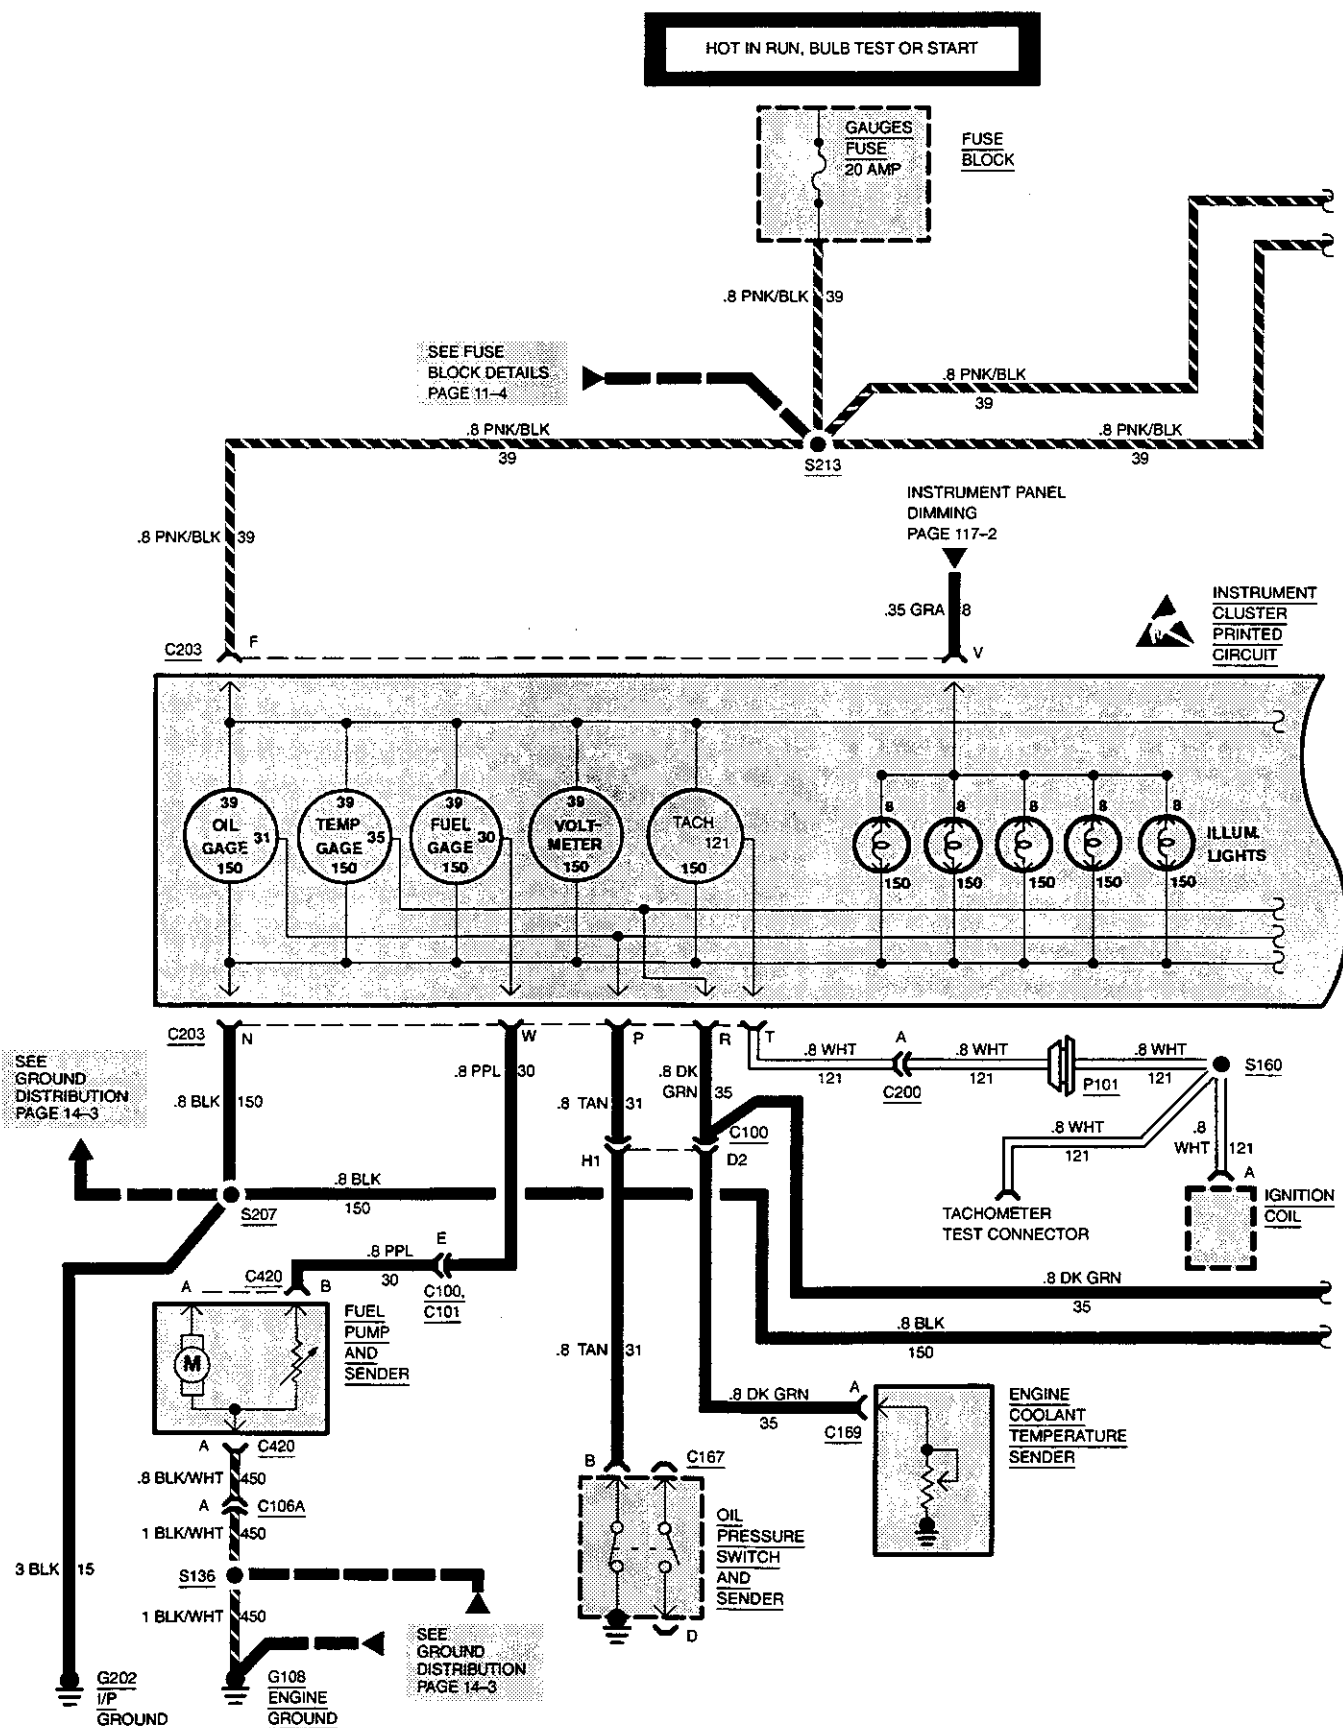 HOT IN RUN, BULB TEST OR START
GAUGES
FUSE
20 AMP
FUSE
BLOCK
.8 PNK/BLK
39
SEE FUSE
BLOCK DETAILS
PAGE 11-4
.8 PNK/BLK
39
.8 PNK/BLK
39
.8 PNK/BLK
39
S213
INSTRUMENT PANEL
DIMMING
PAGE 117-2
.8 PNK/BLK
39
.35 GRA
8
INSTRUMENT
CLUSTER
PRINTED
CIRCUIT
C203
F
V
39
OIL
GAGE
31
150
39
TEMP
GAGE
35
150
39
FUEL
GAGE
30
150
39
VOLT-
METER
150
TACH
121
150
8
8
8
8
8
150
150
150
150
150
ILLUM.
LIGHTS
C203
N
W
P
R
T
SEE
GROUND
DISTRIBUTION
PAGE 14-3
.8 BLK
150
.8 PPL
30
.8 TAN
31
.8 DK
GRN
35
.8 WHT
121
A
C200
.8 WHT
121
P101
.8 WHT
121
S160
C100
H1
D2
.8 WHT
121
.8
WHT
121
A
TACHOMETER
TEST CONNECTOR
IGNITION
COIL
.8 BLK
150
S207
.8 PPL
30
E
C100,
C101
A
C420
B
FUEL
PUMP
AND
SENDER
M
.8 DK GRN
35
.8 BLK
150
.8 TAN
31
.8 DK GRN
35
A
C169
ENGINE
COOLANT
TEMPERATURE
SENDER
A
C420
.8 BLK/WHT
450
A
C106A
1 BLK/WHT
450
B
C167
OIL
PRESSURE
SWITCH
AND
SENDER
D
3 BLK
15
S136
1 BLK/WHT
450
SEE
GROUND
DISTRIBUTION
PAGE 14-3
G202
I/P
GROUND
G108
ENGINE
GROUND